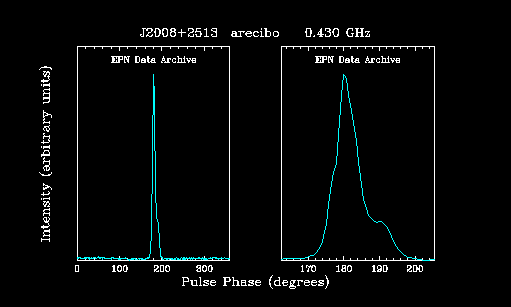 J2008+2513 arecibo 0.430 GHz
EPN Data Archive EPN Data Archive
Intensity (arbitrary units)
0 100 200 300 170 180 190 200
Pulse Phase (degrees)